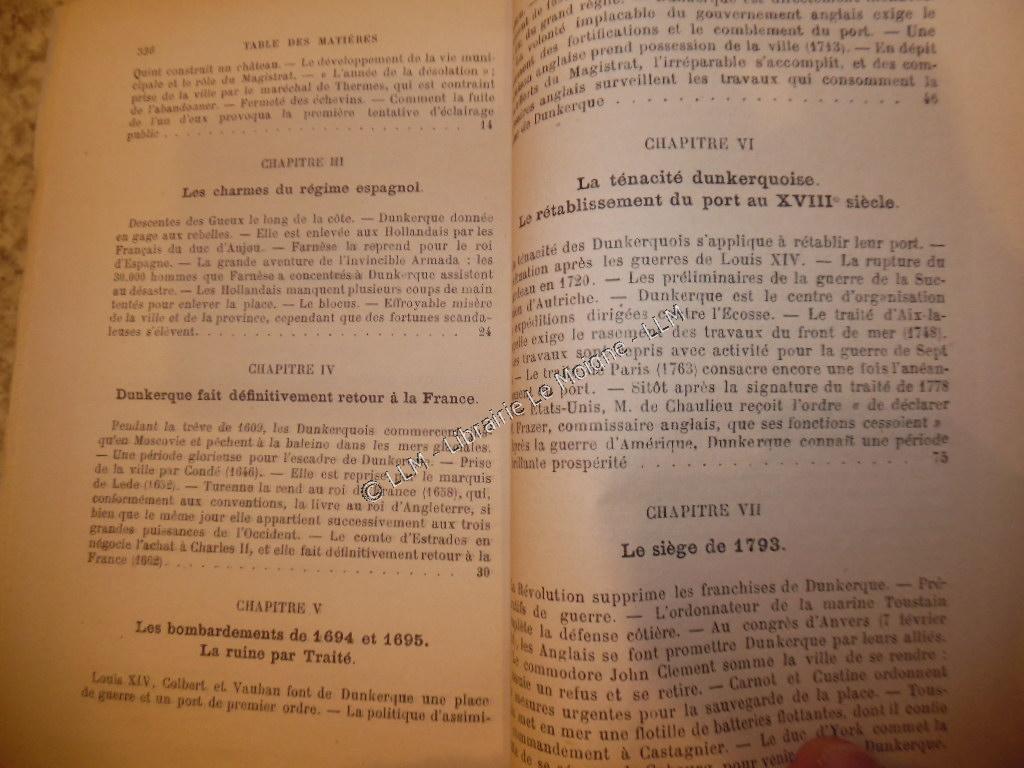 336
TABLE DES MATIÈRES
Quint construit un château. — Le développement de la vie muni-
cipale et le rôle du Magistrat. — « L'année de la désolation » ;
prise de la ville par le maréchal de Thermes, qui est contraint
de l'abandonner. — Fermeté des échevins. — Comment la fuite
de l'un d'eux provoqua la première tentative d'éclairage
public . . . . . . . . . . . . . . . . . . . . 14
CHAPITRE III
Les charmes du régime espagnol.
Descentes des Gueux le long de la côte. — Dunkerque donnée
en gage aux rebelles. — Elle est enlevée aux Hollandais par les
Français du duc d'Anjou. — Farnèse la reprend pour le roi
d'Espagne. — La grande aventure de l'invincible Armada : les
30.000 hommes que Farnèse a concentrés à Dunkerque assistent
au désastre. — Les Hollandais manquent plusieurs coups de main
tentés pour enlever la place. — Le blocus. — Effroyable misère
de la ville et de la province, cependant que des fortunes scanda-
leuses s'élèvent. . . . . . . . . . . . . . . . . 24
CHAPITRE IV
Dunkerque fait définitivement retour à la France.
Pendant la trêve de 1609, les Dunkerquois commercent
qu'en Moscovie et pêchent à la baleine dans les mers glaciales.
— Une période glorieuse pour l'escadre de Dunkerque. — Prise
de la ville par Condé (1646). — Elle est reprise par le marquis
de Lede (1652). — Turenne la rend au roi de France (1658), qui,
conformément aux conventions, la livre au roi d'Angleterre, si
bien que le même jour elle appartient successivement aux trois
grandes puissances de l'Occident. — Le comte d'Estrades en
négocie l'achat à Charles II, et elle fait définitivement retour à la
France (1662). . . . . . . . . . . . . . . . . . 30
CHAPITRE V
Les bombardements de 1694 et 1695.
La ruine par Traité.
Louis XIV, Colbert et Vauban font de Dunkerque une place
de guerre et un port de premier ordre. — La politique d'assimi-
du grand règne.
volonté implacable du gouvernement anglais exige le
des fortifications et le comblement du port. — Une
anglaise prend possession de la ville (1713). — En dépit
du Magistrat, l'irréparable s'accomplit, et des com-
anglais surveillent les travaux qui consomment la
de Dunkerque . . . . . . . . . . . . . . . . 46
CHAPITRE VI
La ténacité dunkerquoise.
Le rétablissement du port au XVIIIe siècle.
ténacité des Dunkerquois s'applique à rétablir leur port. —
après les guerres de Louis XIV. — La rupture du
en 1720. — Les préliminaires de la guerre de la Suc-
d'Autriche. — Dunkerque est le centre d'organisation
expéditions dirigées contre l'Ecosse. — Le traité d'Aix-la-
exige le rasement des travaux du front de mer (1748).
travaux sont repris avec activité pour la guerre de Sept
— Le traité de Paris (1763) consacre encore une fois l'anéan-
port. — Sitôt après la signature du traité de 1778
Etats-Unis, M. de Chaulieu reçoit l'ordre « de déclarer
Frazer, commissaire anglais, que ses fonctions cessoient »
après la guerre d'Amérique, Dunkerque connaît une période
brillante prospérité . . . . . . . . . . . . . . . 75
CHAPITRE VII
Le siège de 1793.
La Révolution supprime les franchises de Dunkerque. — Pré-
de guerre. — L'ordonnateur de la marine Toustain
la défense côtière. — Au congrès d'Anvers (7 février
les Anglais se font promettre Dunkerque par leurs alliés.
commodore John Clement somme la ville de se rendre :
un refus et se retire. — Carnot et Custine ordonnent
mesures urgentes pour la sauvegarde de la place. — Tous-
met en mer une flotille de batteries flottantes, dont il confie
commandement à Castagnier. — Le duc d'York commet la
de se pour venir Dunkerque.
© LLM - Librairie Le Moigne - LLM